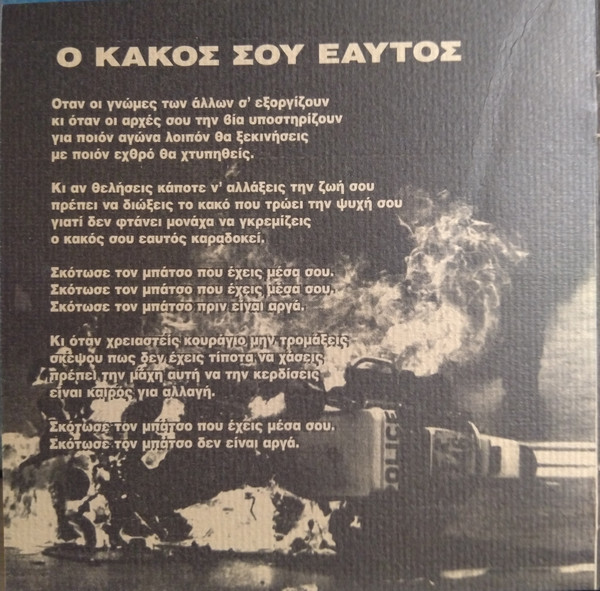 Ο ΚΑΚΟΣ ΣΟΥ ΕΑΥΤΟΣ
Οταν οι γνώμες των άλλων σ' εξοργίζουν
κι όταν οι αρχές σου την βία υποστηρίζουν
για ποιόν αγώνα λοιπόν θα ξεκινήσεις
με ποιόν εχθρό θα χτυπηθείς.
Κι αν θελήσεις κάποτε ν' αλλάξεις την ζωή σου
πρέπει να διώξεις το κακό που τρώει την ψυχή σου
γιατί δεν φτάνει μονάχα να γκρεμίζεις
ο κακός σου εαυτός καραδοκεί.
Σκότωσε τον μπάτσο που έχεις μέσα σου.
Σκότωσε τον μπάτσο που έχεις μέσα σου.
Σκότωσε τον μπάτσο πριν είναι αργά.
Κι όταν χρειαστείς κουράγιο μην τρομάξεις
σκέψου πως δεν έχεις τίποτα να χάσεις
πρέπει την μάχη αυτή να την κερδίσεις
είναι καιρός για αλλαγή.
Σκότωσε τον μπάτσο που έχεις μέσα σου.
Σκότωσε τον μπάτσο δεν είναι αργά.
POLICE